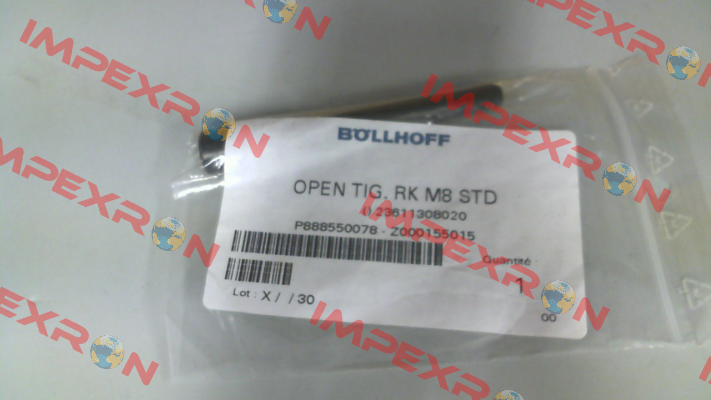 BÖLLHOFF
OPEN TIG. RK M8 STD
() 23611308020
P888550078 - Z000155015
Quantité :
1
Lot : X / / 30
00
IMPEXRON
IMPEXRON
IMPEXRON
IMPEXRON
IMPEXRON
IMPEXRON